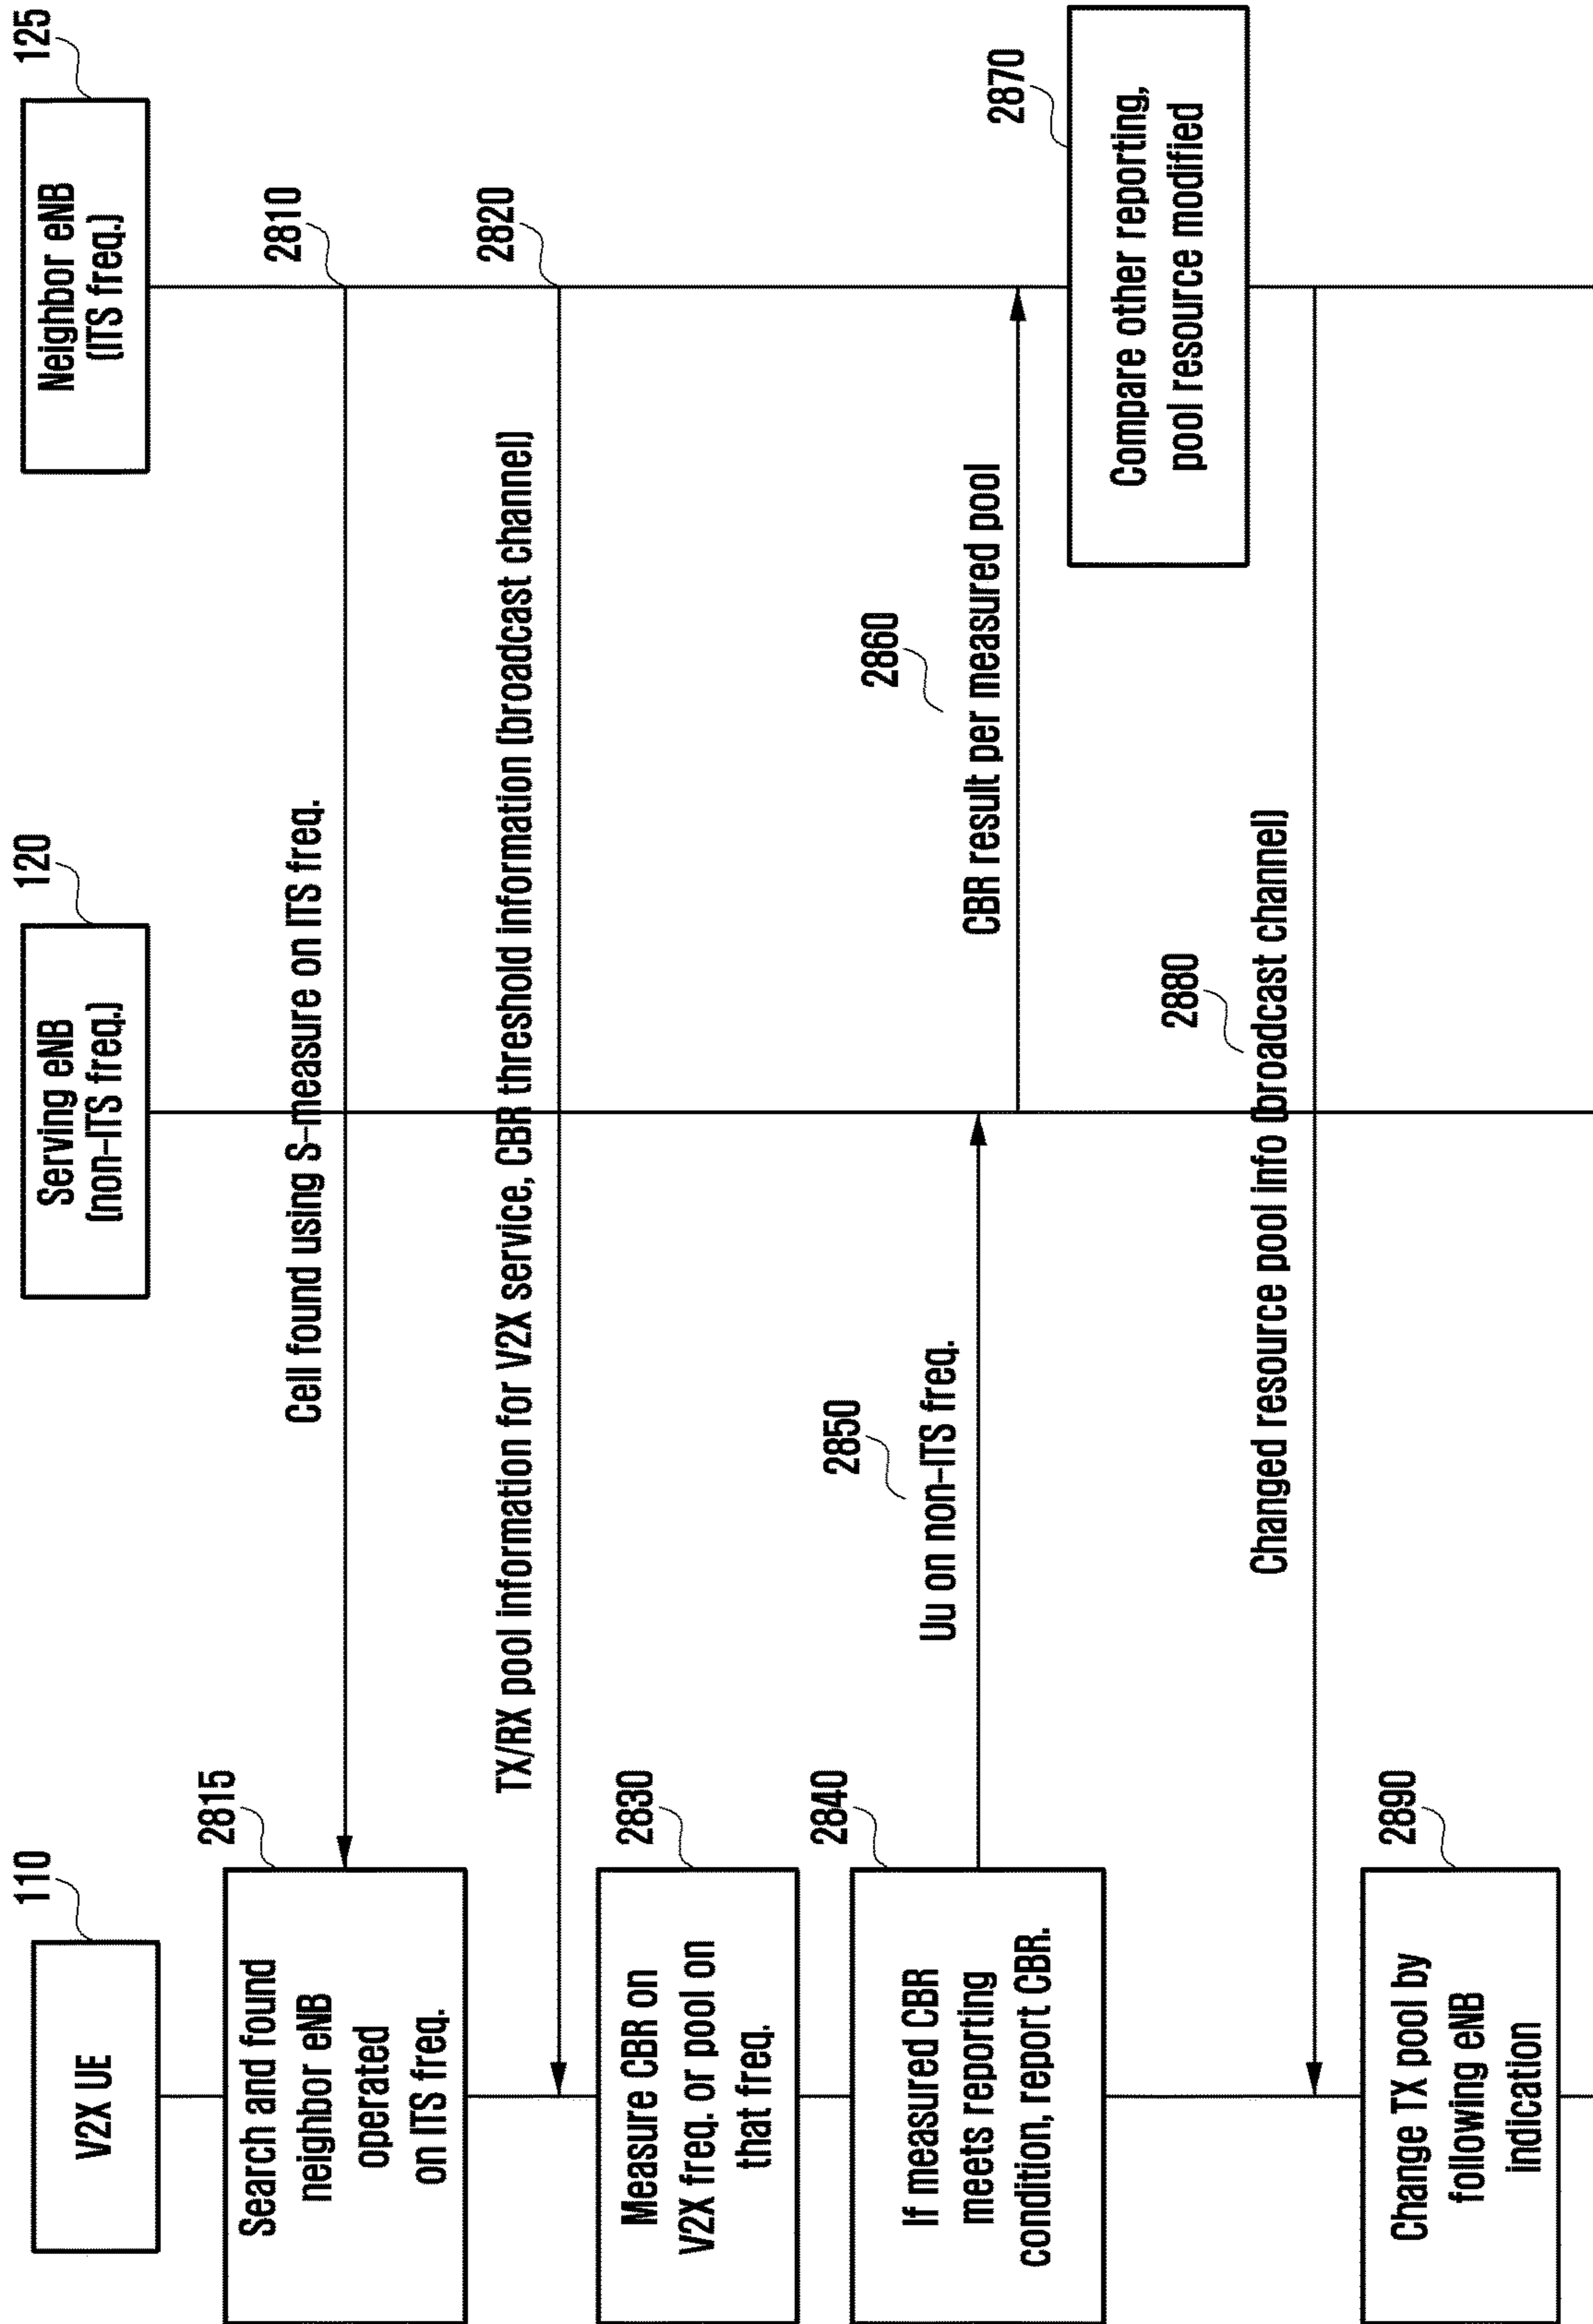 V2X UE
110
Serving eNB
(non-ITS freq.)
120
Neighbor eNB
(ITS freq.)
125
2815
Search and found
neighbor eNB
operated
on ITS freq.
Cell found using S-measure on ITS freq.
2810
TX/RX pool information for V2X service, CBR threshold information (broadcast channel)
2820
2830
Measure CBR on
V2X freq. or pool on
that freq.
2840
If measured CBR
meets reporting
condition, report CBR.
2850
Uu on non-ITS freq.
2860
CBR result per measured pool
2870
Compare other reporting,
pool resource modified
2880
Changed resource pool info (broadcast channel)
2890
Change TX pool by
following eNB
indication